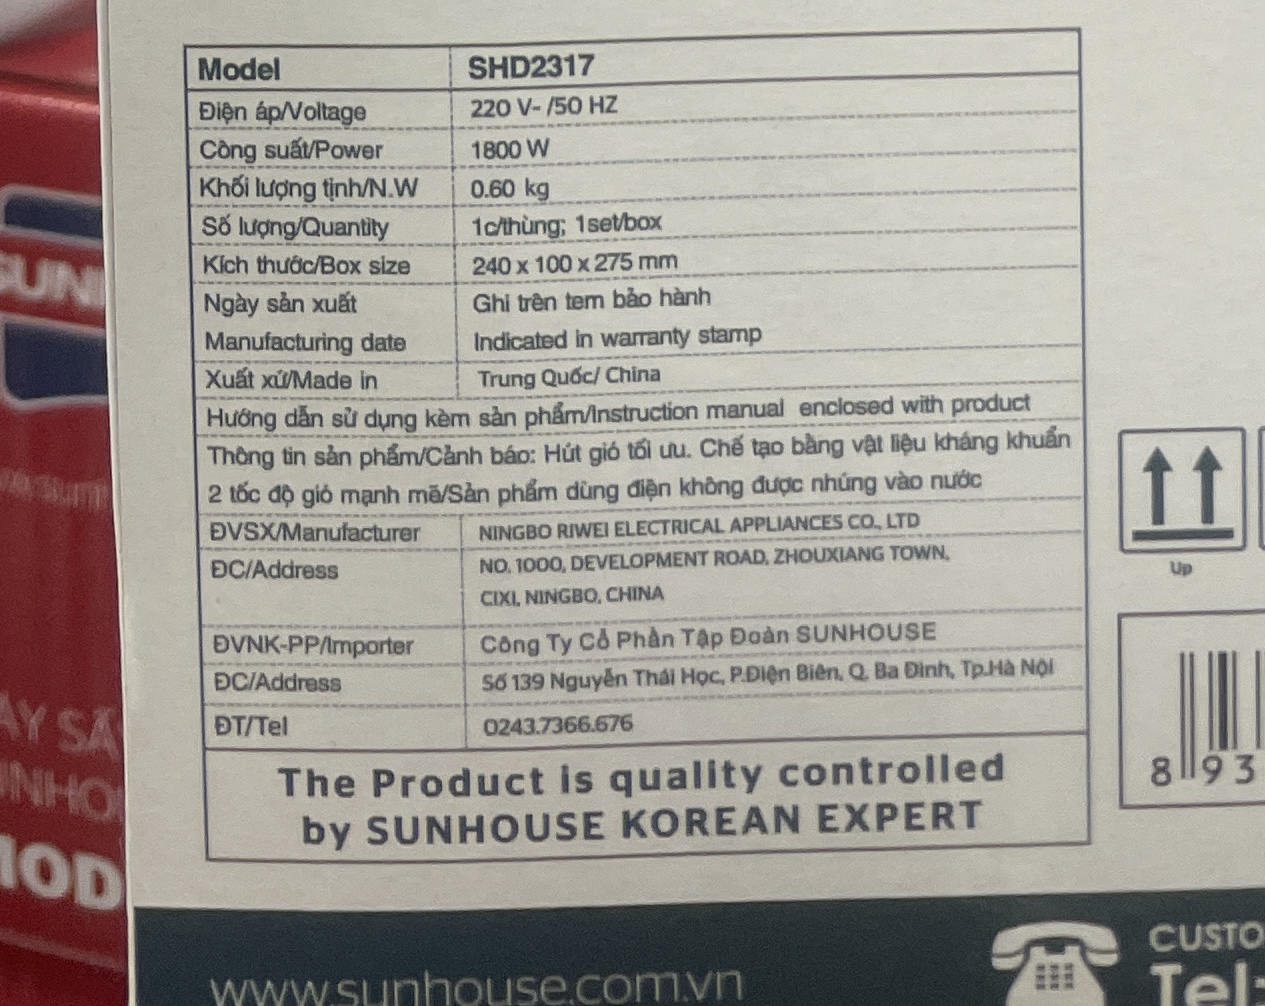 Model SHD2317
Điện áp/Voltage 220 V- /50 HZ
Công suất/Power 1800 W
Khối lượng tịnh/N.W 0.60 kg
Số lượng/Quantity 1c/thùng; 1set/box
Kích thước/Box size 240 x 100 x 275 mm
Ngày sản xuất Ghi trên tem bảo hành
Manufacturing date Indicated in warranty stamp
Xuất xứ/Made in Trung Quốc/ China
Hướng dẫn sử dụng kèm sản phẩm/Instruction manual enclosed with product
Thông tin sản phẩm/Cảnh báo: Hút gió tối ưu. Chế tạo bằng vật liệu kháng khuẩn
2 tốc độ gió mạnh mẽ/Sản phẩm dùng điện không được nhúng vào nước
ĐVSX/Manufacturer NINGBO RIWEI ELECTRICAL APPLIANCES CO., LTD
ĐC/Address NO. 1000, DEVELOPMENT ROAD, ZHOUXIANG TOWN,
CIXI, NINGBO, CHINA
ĐVNK-PP/Importer Công Ty Cổ Phần Tập Đoàn SUNHOUSE
ĐC/Address Số 139 Nguyễn Thái Học, P.Điện Biên, Q. Ba Đình, Tp.Hà Nội
ĐT/Tel 0243.7366.676
The Product is quality controlled
by SUNHOUSE KOREAN EXPERT
Up
8 93
www.sunhouse.com.vn
CUSTO
Tel: